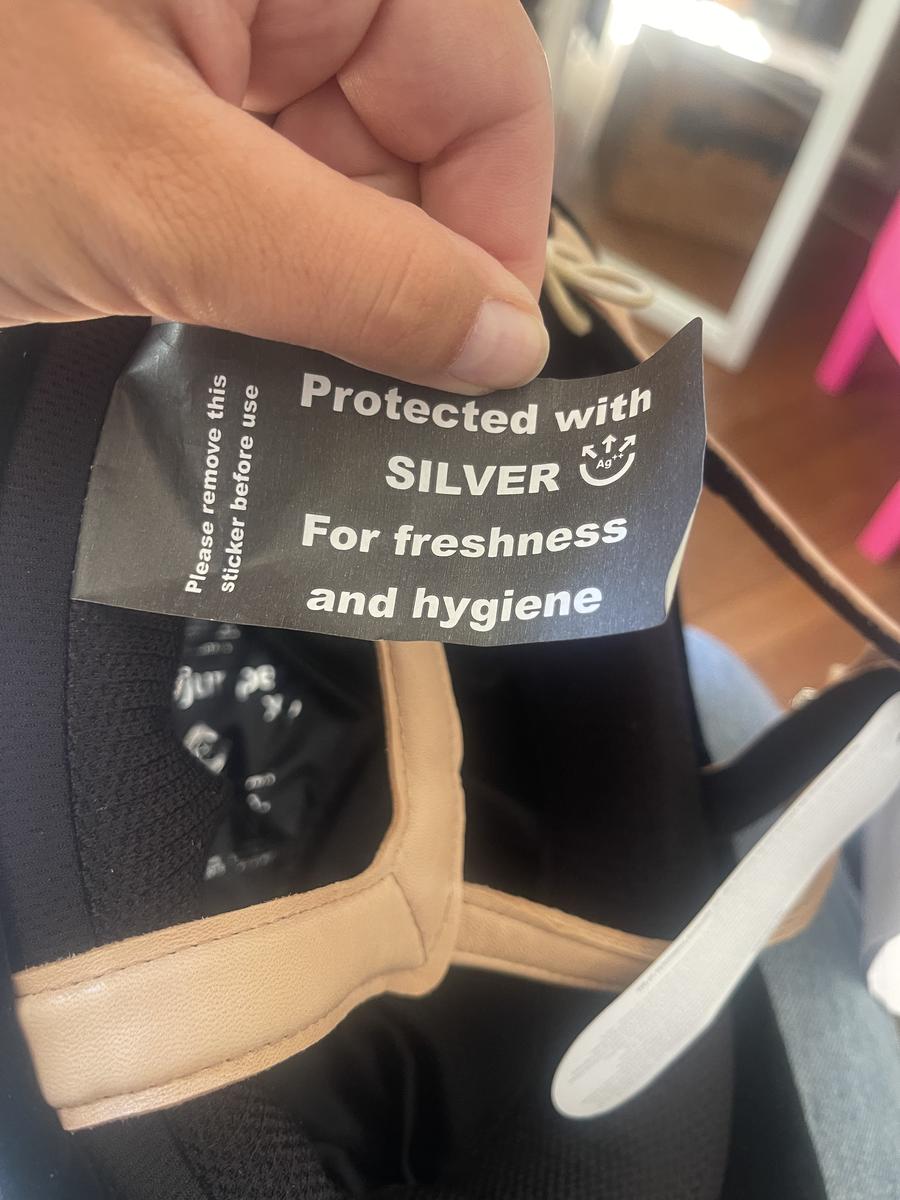 Please remove this
sticker before use
Protected with
SILVER Ag++
For freshness
and hygiene